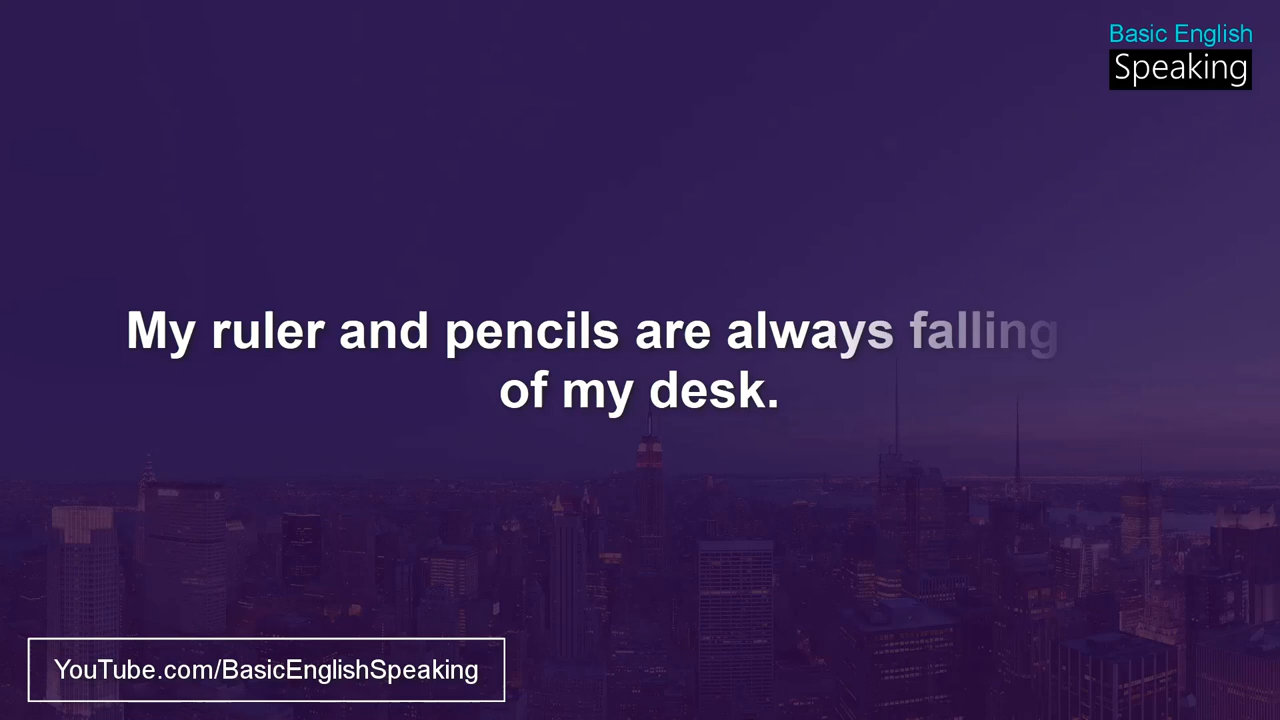 Basic English
Speaking
My ruler and pencils are always falling
of my desk.
YouTube.com/BasicEnglishSpeaking